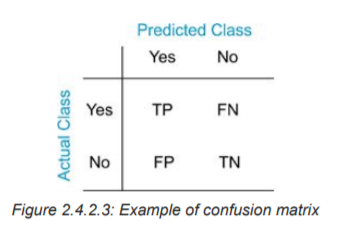 Predicted Class
Yes No
Actual Class
Yes TP FN
No FP TN
Figure 2.4.2.3: Example of confusion matrix